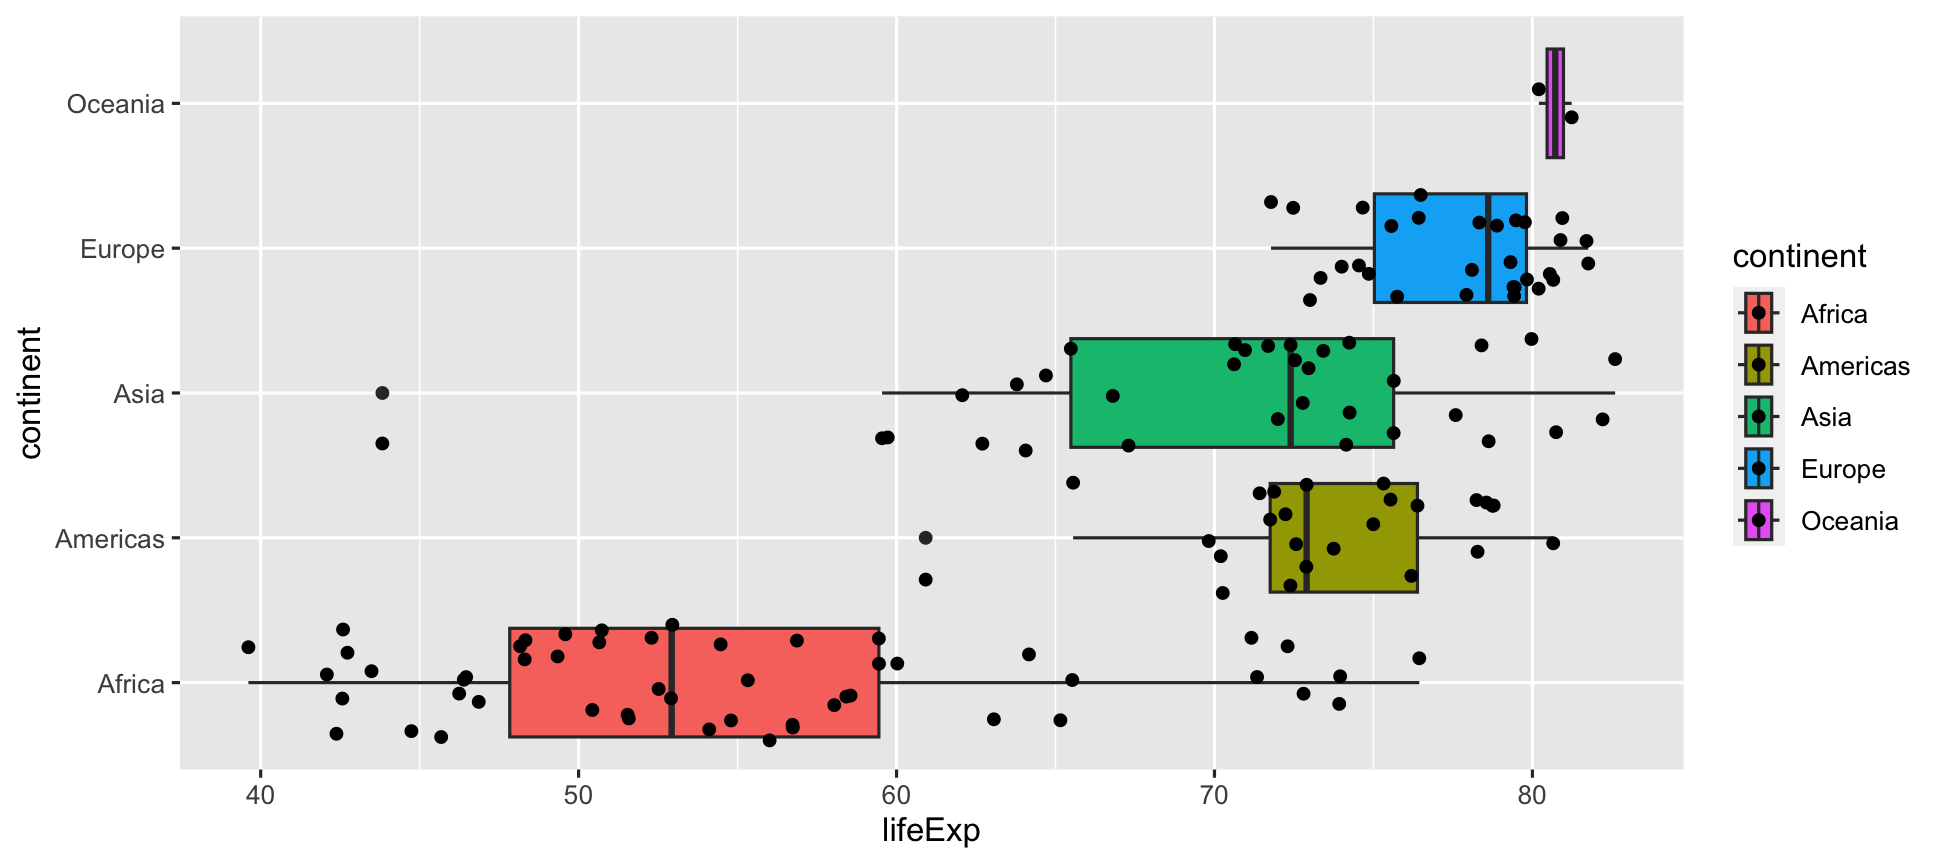 continent
Oceania
Europe
Asia
Americas
Africa
40 50 60 70 80
lifeExp
continent
Africa
Americas
Asia
Europe
Oceania